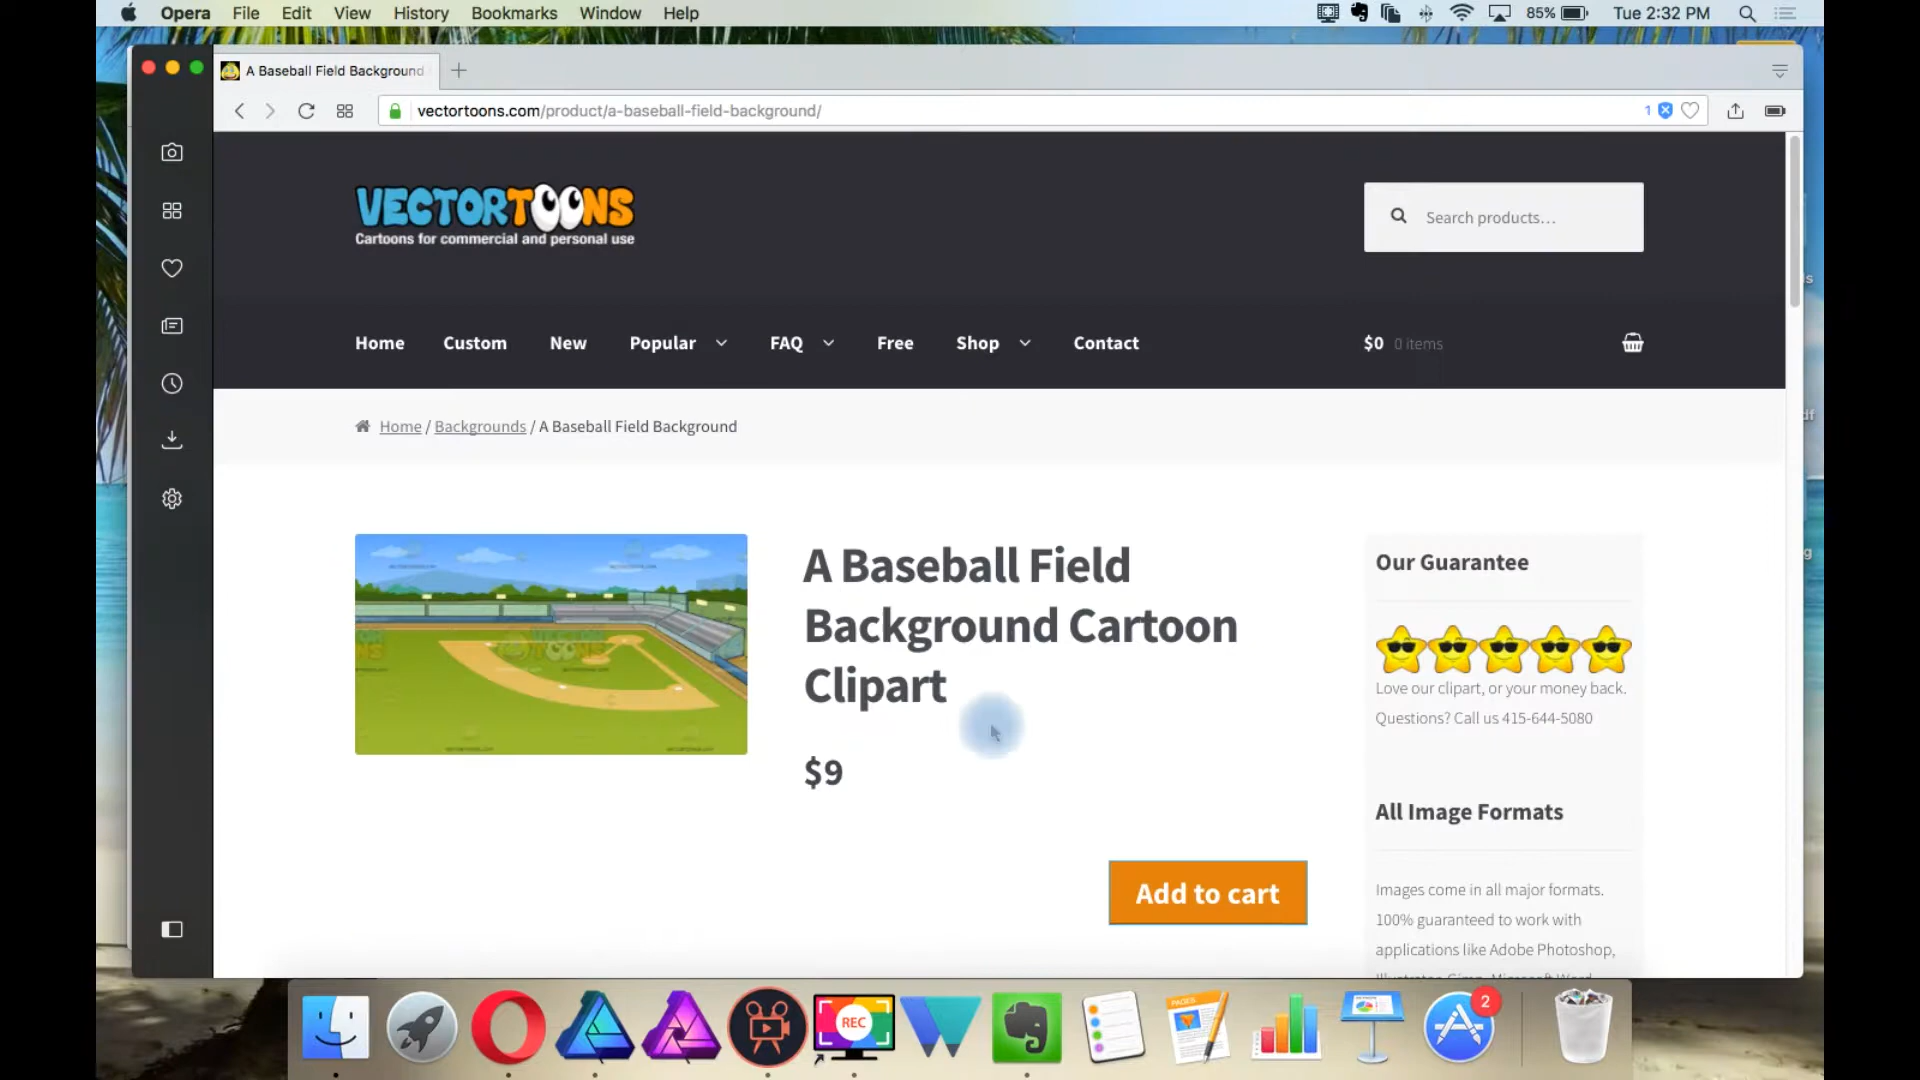 Opera File Edit View History Bookmarks Window Help 85% Tue 2:32 PM
A Baseball Field Background
vectortoons.com/product/a-baseball-field-background/ 1
VECTORTOONS
Cartoons for commercial and personal use
Search products…
Home Custom New Popular FAQ Free Shop Contact $0 0 items
Home / Backgrounds / A Baseball Field Background
A Baseball Field
Background Cartoon
Clipart
$9
Add to cart
Our Guarantee
Love our clipart, or your money back.
Questions? Call us 415-644-5080
All Image Formats
Images come in all major formats.
100% guaranteed to work with
applications like Adobe Photoshop,
REC
PAGES
2